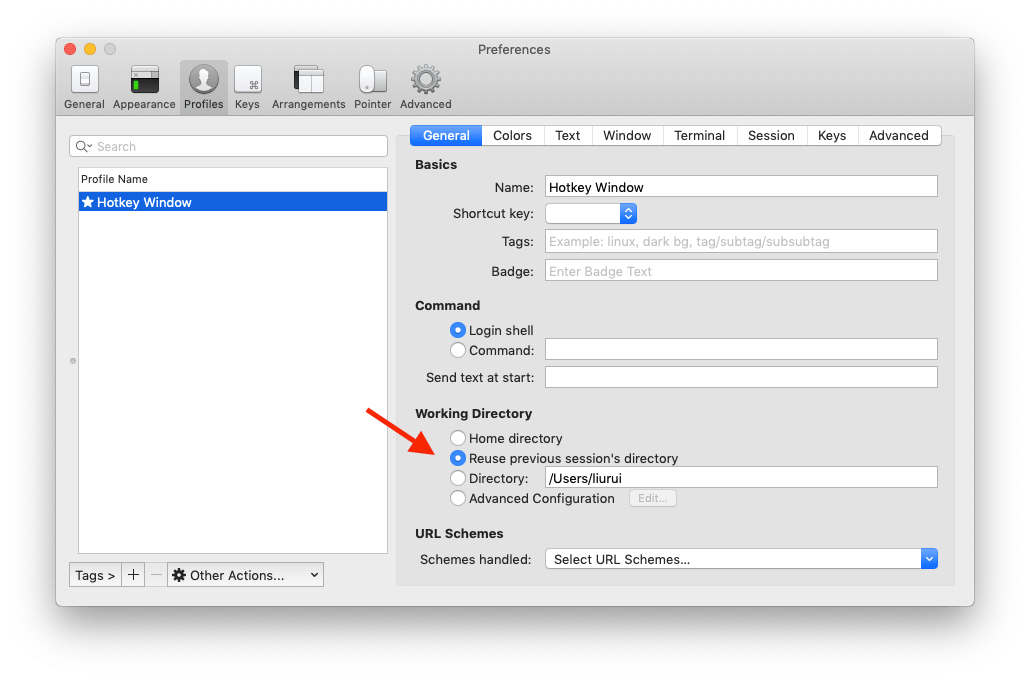 Preferences
General Appearance Profiles Keys Arrangements Pointer Advanced
Search
Profile Name
Hotkey Window
Tags >
Other Actions...
General Colors Text Window Terminal Session Keys Advanced
Basics
Name: Hotkey Window
Shortcut key:
Tags: Example: linux, dark bg, tag/subtag/subsubtag
Badge: Enter Badge Text
Command
Login shell
Command:
Send text at start:
Working Directory
Home directory
Reuse previous session's directory
Directory: /Users/liurui
Advanced Configuration Edit...
URL Schemes
Schemes handled: Select URL Schemes...